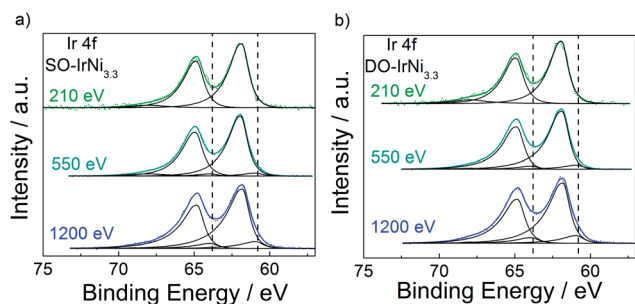 a)
Ir 4f
SO-IrNi3.3
210 eV
550 eV
1200 eV
Intensity / a.u.
75 70 65 60
Binding Energy / eV
b)
Ir 4f
DO-IrNi3.3
210 eV
550 eV
1200 eV
Intensity / a.u.
75 70 65 60
Binding Energy / eV